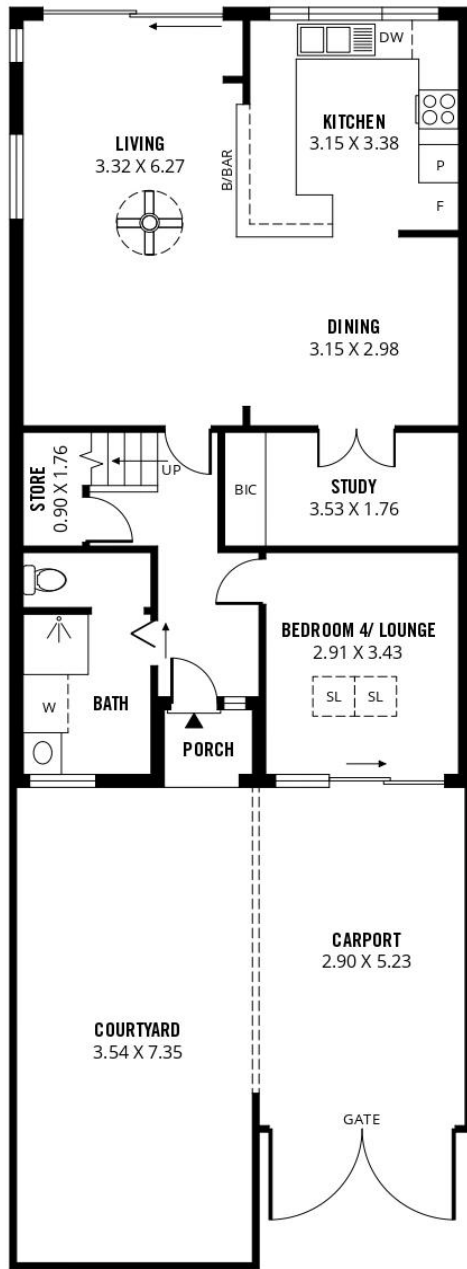 DW
KITCHEN
3.15 X 3.38
LIVING
3.32 X 6.27
B/BAR
P
F
DINING
3.15 X 2.98
STORE
0.90 X 1.76
UP
BIC
STUDY
3.53 X 1.76
BEDROOM 4/ LOUNGE
2.91 X 3.43
SL
SL
W
BATH
PORCH
CARPORT
2.90 X 5.23
COURTYARD
3.54 X 7.35
GATE